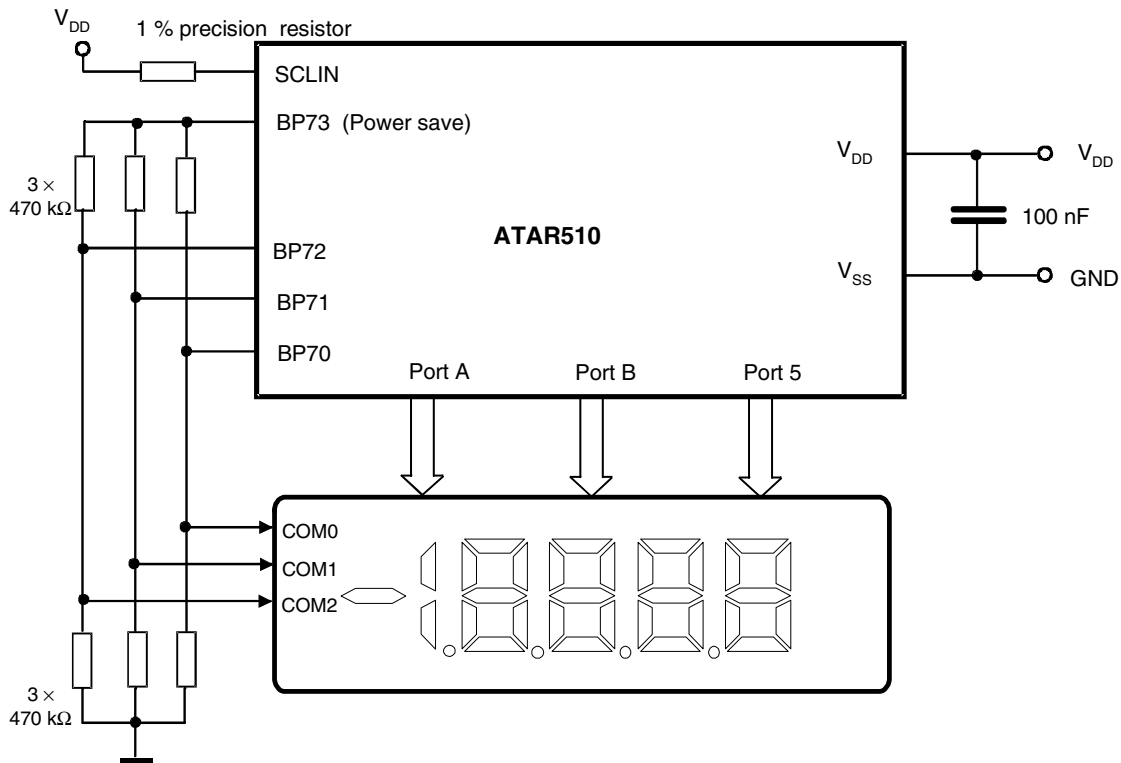 VDD
1 % precision resistor
SCLIN
BP73 (Power save)
3 ×
470 kΩ
BP72
BP71
BP70
ATAR510
VDD
VDD
100 nF
VSS
GND
Port A
Port B
Port 5
COM0
COM1
COM2
3 ×
470 kΩ